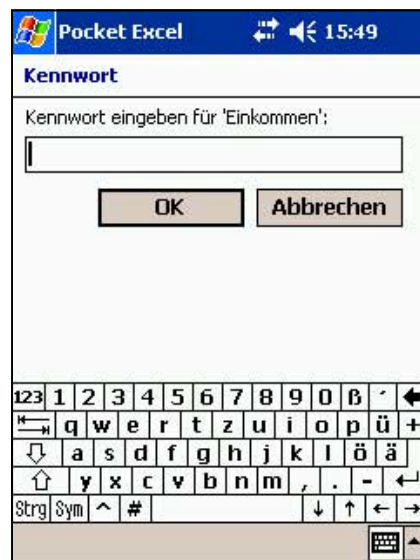 Pocket Excel 15:49
Kennwort
Kennwort eingeben für 'Einkommen':
OK Abbrechen
123 1 2 3 4 5 6 7 8 9 0 ß ´
q w e r t z u i o p ü +
a s d f g h j k l ö ä
y x c v b n m , . -
Strg Sym ^ # ↓ ↑ ← →